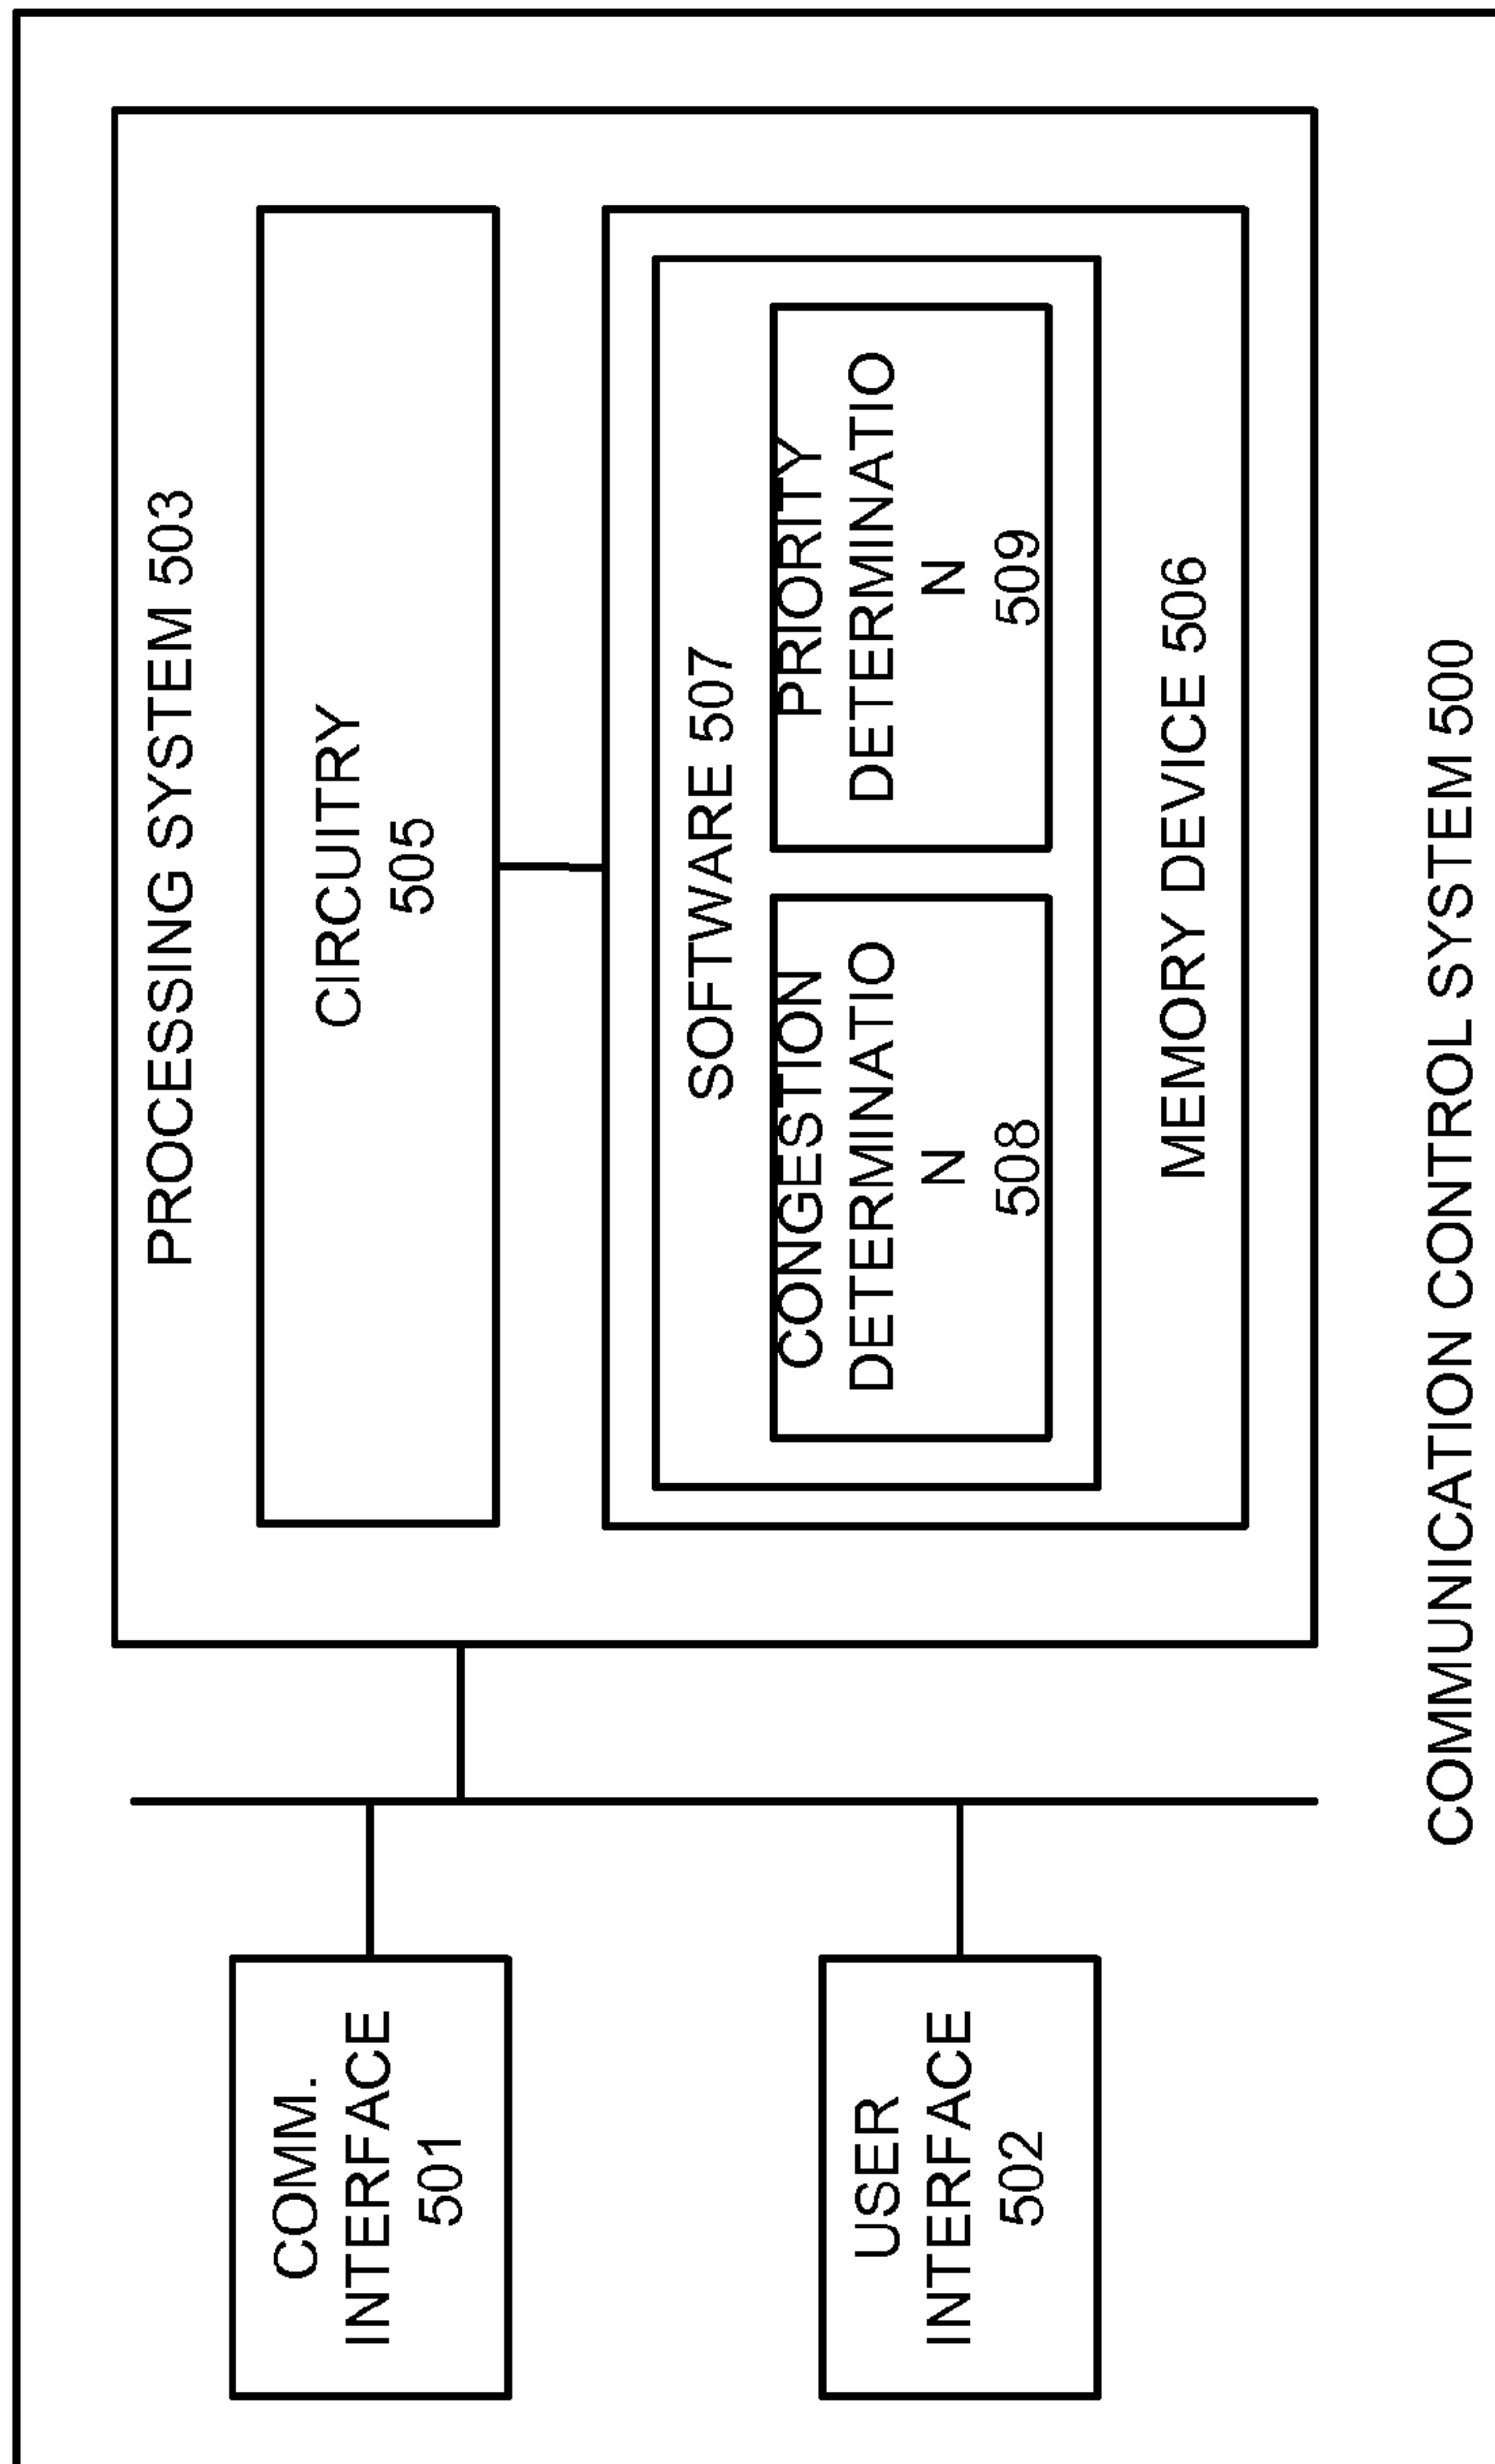 PROCESSING SYSTEM 503
CIRCUITRY
505
SOFTWARE 507
CONGESTION
DETERMINATIO
N
508
PRIORITY
DETERMINATIO
N
509
MEMORY DEVICE 506
COMM.
INTERFACE
501
USER
INTERFACE
502
COMMUNICATION CONTROL SYSTEM 500